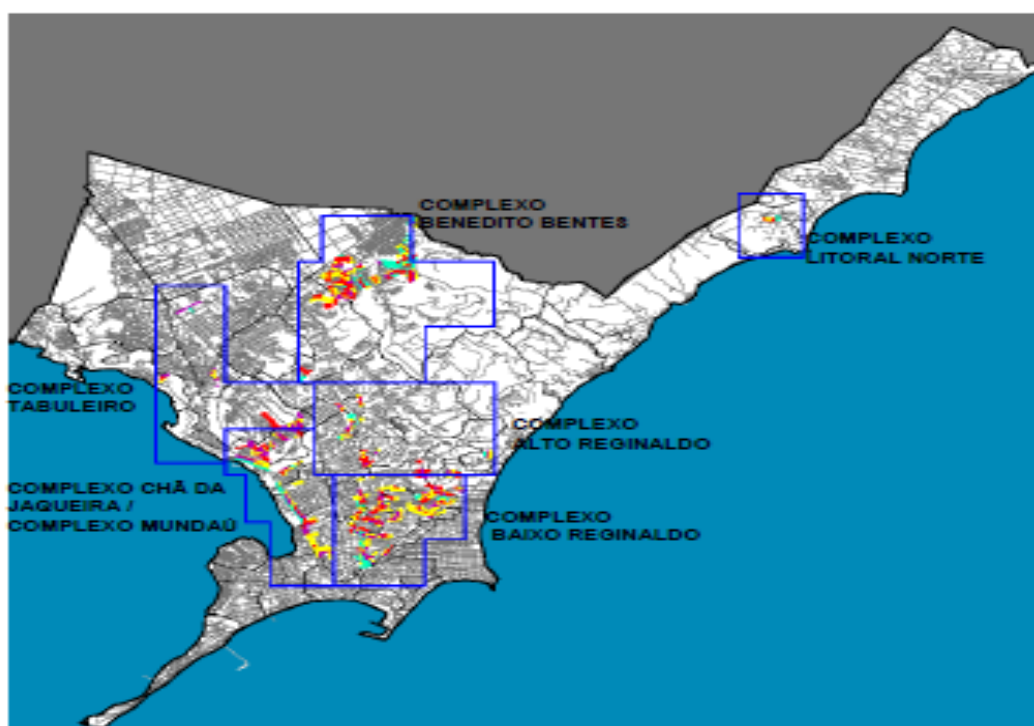 COMPLEXO
BENEDITO BENTES
COMPLEXO
LITORAL NORTE
COMPLEXO
TABULEIRO
COMPLEXO
ALTO REGINALDO
COMPLEXO CHÃ DA
JAQUEIRA /
COMPLEXO MUNDAÚ
COMPLEXO
BAIXO REGINALDO